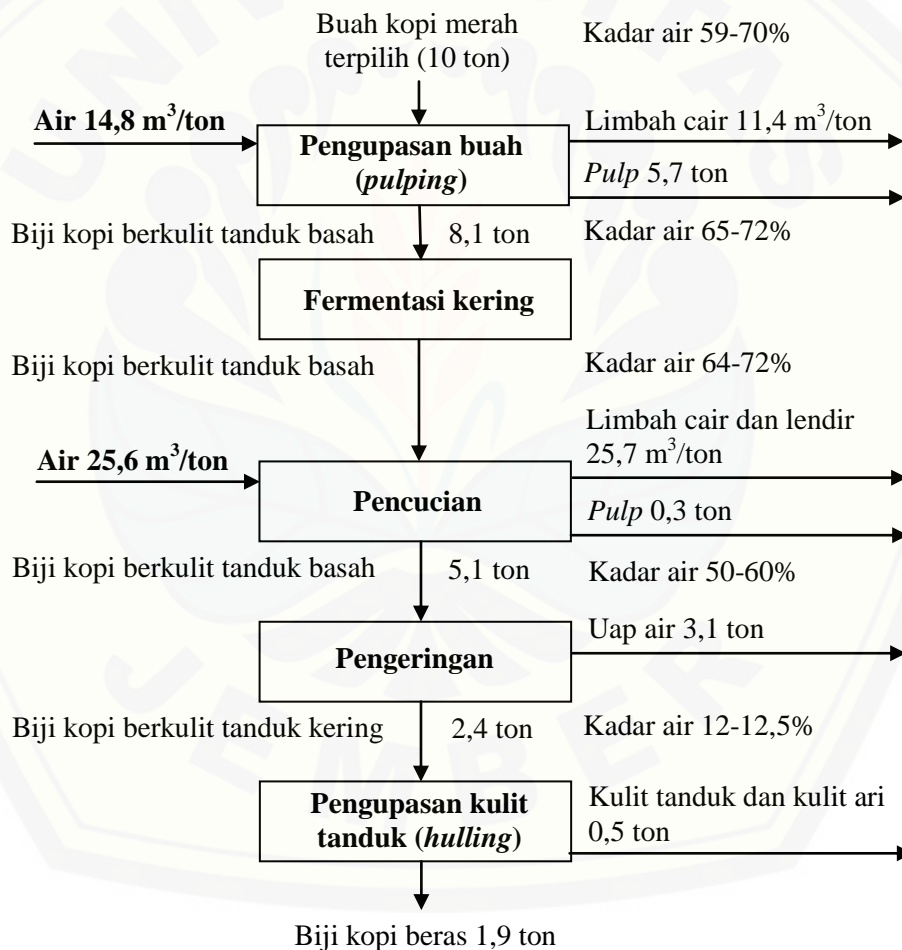 Buah kopi merah
terpilih (10 ton)
Kadar air 59-70%
Air 14,8 m³/ton
Pengupasan buah
(pulping)
Limbah cair 11,4 m³/ton
Pulp 5,7 ton
Biji kopi berkulit tanduk basah
8,1 ton
Kadar air 65-72%
Fermentasi kering
Biji kopi berkulit tanduk basah
Kadar air 64-72%
Limbah cair dan lendir
25,7 m³/ton
Air 25,6 m³/ton
Pencucian
Pulp 0,3 ton
Biji kopi berkulit tanduk basah
5,1 ton
Kadar air 50-60%
Uap air 3,1 ton
Pengeringan
Biji kopi berkulit tanduk kering
2,4 ton
Kadar air 12-12,5%
Pengupasan kulit
tanduk (hulling)
Kulit tanduk dan kulit ari
0,5 ton
Biji kopi beras 1,9 ton
UNIVERSITAS
JEMBER